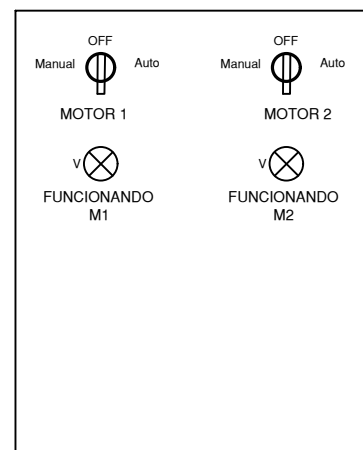 OFF OFF
Manual Auto Manual Auto
MOTOR 1 MOTOR 2
V V
FUNCIONANDO FUNCIONANDO
M1 M2